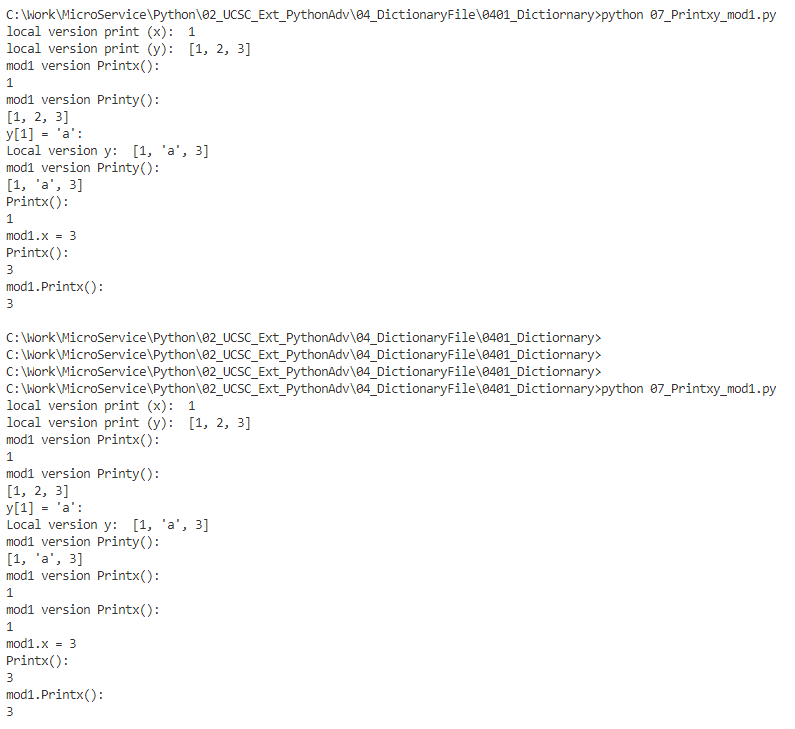 C:\Work\MicroService\Python\02_UCSC_Ext_PythonAdv\04_DictionaryFile\0401_Dictiornary>python 07_Printxy_mod1.py
local version print (x):  1
local version print (y):  [1, 2, 3]
mod1 version Printx():
1
mod1 version Printy():
[1, 2, 3]
y[1] = 'a':
Local version y:  [1, 'a', 3]
mod1 version Printy():
[1, 'a', 3]
Printx():
1
mod1.x = 3
Printx():
3
mod1.Printx():
3
C:\Work\MicroService\Python\02_UCSC_Ext_PythonAdv\04_DictionaryFile\0401_Dictiornary>
C:\Work\MicroService\Python\02_UCSC_Ext_PythonAdv\04_DictionaryFile\0401_Dictiornary>
C:\Work\MicroService\Python\02_UCSC_Ext_PythonAdv\04_DictionaryFile\0401_Dictiornary>
C:\Work\MicroService\Python\02_UCSC_Ext_PythonAdv\04_DictionaryFile\0401_Dictiornary>python 07_Printxy_mod1.py
local version print (x):  1
local version print (y):  [1, 2, 3]
mod1 version Printx():
1
mod1 version Printy():
[1, 2, 3]
y[1] = 'a':
Local version y:  [1, 'a', 3]
mod1 version Printy():
[1, 'a', 3]
mod1 version Printx():
1
mod1 version Printx():
1
mod1.x = 3
Printx():
3
mod1.Printx():
3